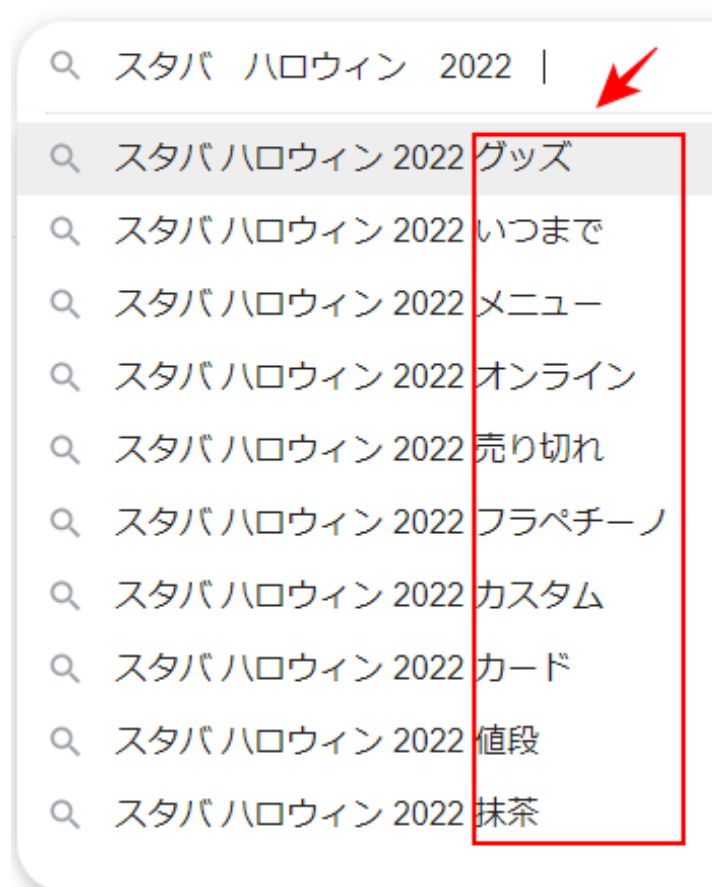 スタバ　ハロウィン　2022
スタバ ハロウィン 2022 グッズ
スタバ ハロウィン 2022 いつまで
スタバ ハロウィン 2022 メニュー
スタバ ハロウィン 2022 オンライン
スタバ ハロウィン 2022 売り切れ
スタバ ハロウィン 2022 フラペチーノ
スタバ ハロウィン 2022 カスタム
スタバ ハロウィン 2022 カード
スタバ ハロウィン 2022 値段
スタバ ハロウィン 2022 抹茶